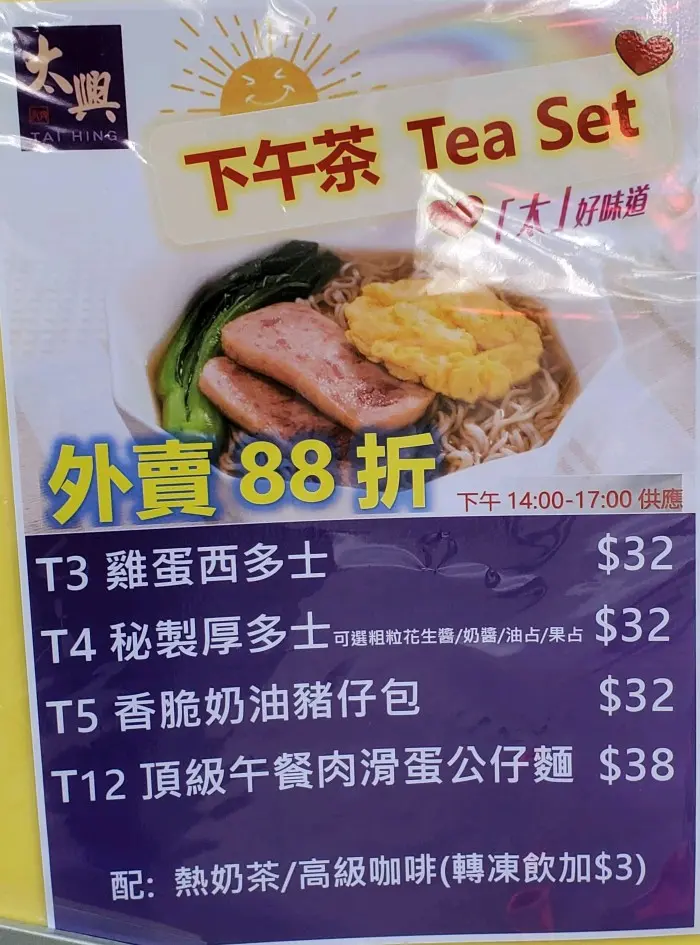 太興
TAI HING
下午茶 Tea Set
「太」好味道
外賣 88 折
下午 14:00-17:00 供應
T3 雞蛋西多士 $32
T4 秘製厚多士 可選粗粒花生醬/奶醬/油占/果占 $32
T5 香脆奶油豬仔包 $32
T12 頂級午餐肉滑蛋公仔麵 $38
配: 熱奶茶/高級咖啡(轉凍飲加$3)